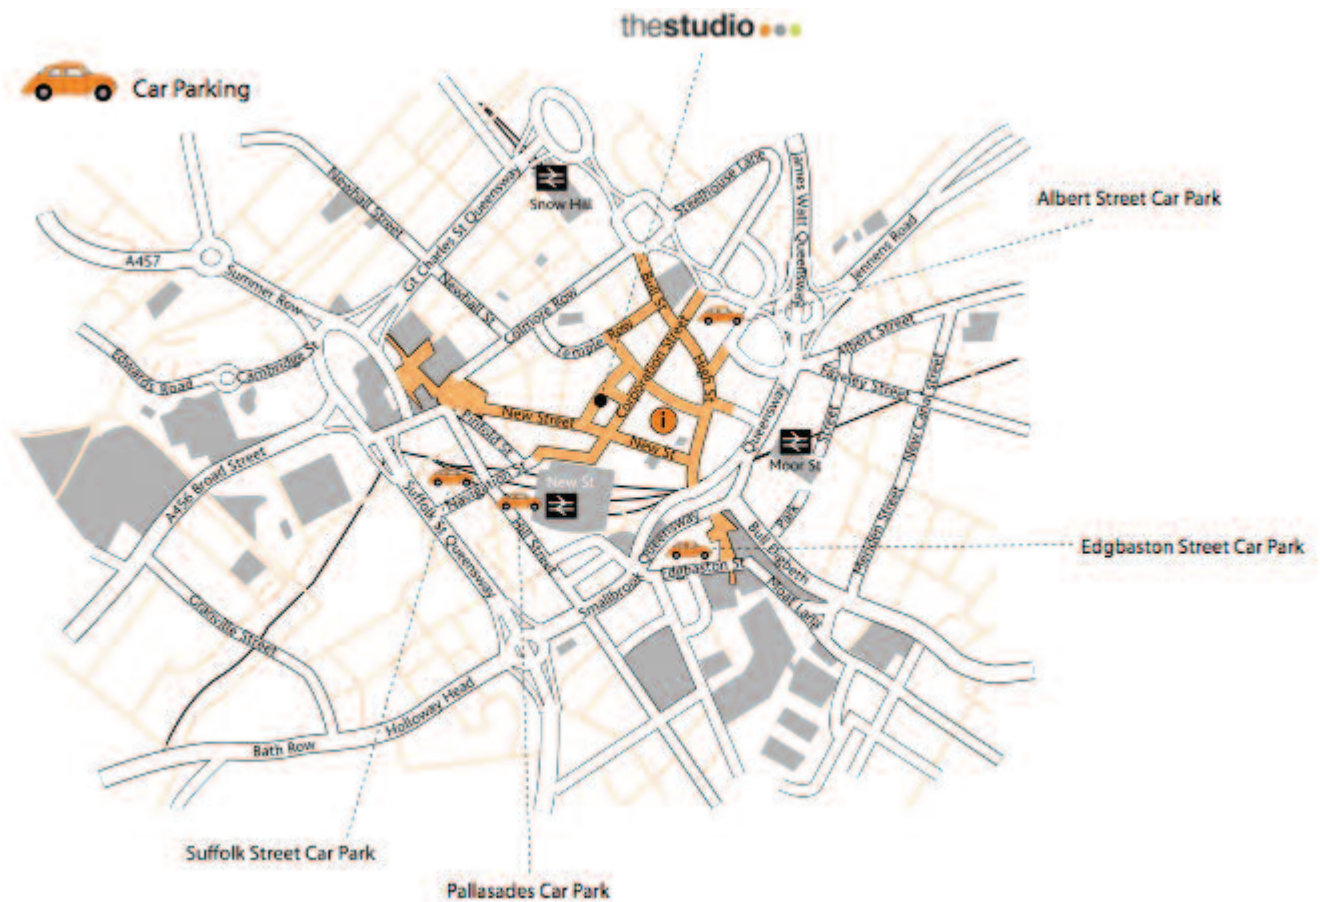 thestudio
Car Parking
Snow Hill
Steelhouse Lane
James Watt Queensway
Albert Street Car Park
Newhall Street
Gt Charles St Queensway
Jennens Road
A457
Summer Row
Newhall St
Colmore Row
Bull St
Temple Row
Corporation Street
High St
Albert Street
Fazeley Street
New Canal Street
Edwards Road
Cambridge St
New Street
New St
Pinfold St
Queensway
Moor St
Street
A456 Broad Street
Navigation St
New St
Suffolk St Queensway
Hill Street
Queensway
Park
Meriden Street
Bull Digbeth
Edgbaston St
Edgbaston Street Car Park
Moat Lane
Smallbrook
Granville Street
Holloway Head
Bath Row
Suffolk Street Car Park
Pallasades Car Park